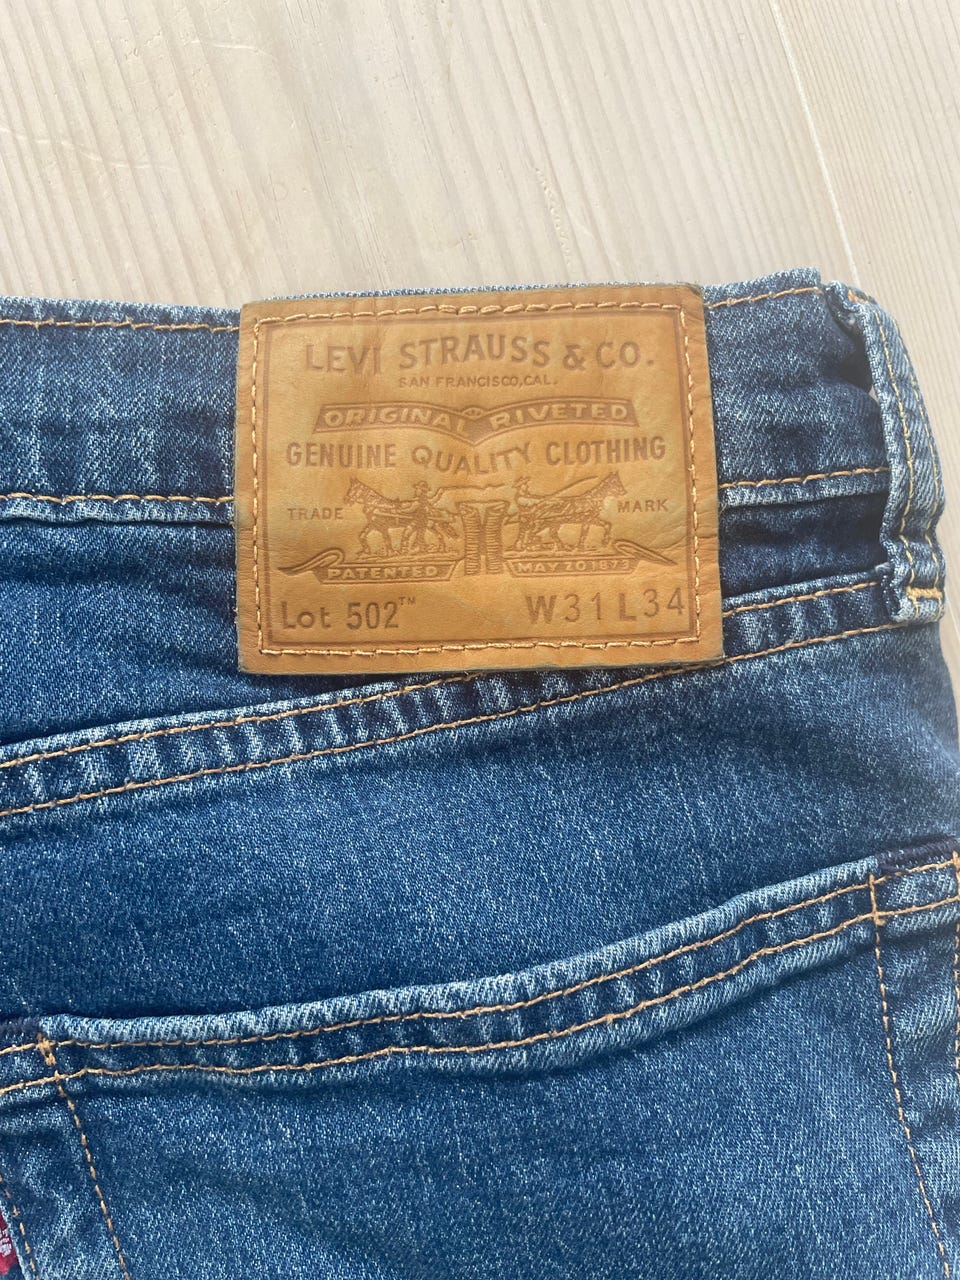 LEVI STRAUSS & CO.
SAN FRANCISCO, CAL.
ORIGINAL RIVETED
GENUINE QUALITY CLOTHING
TRADE MARK
PATENTED MAY 20 1873
Lot 502™ W31 L34